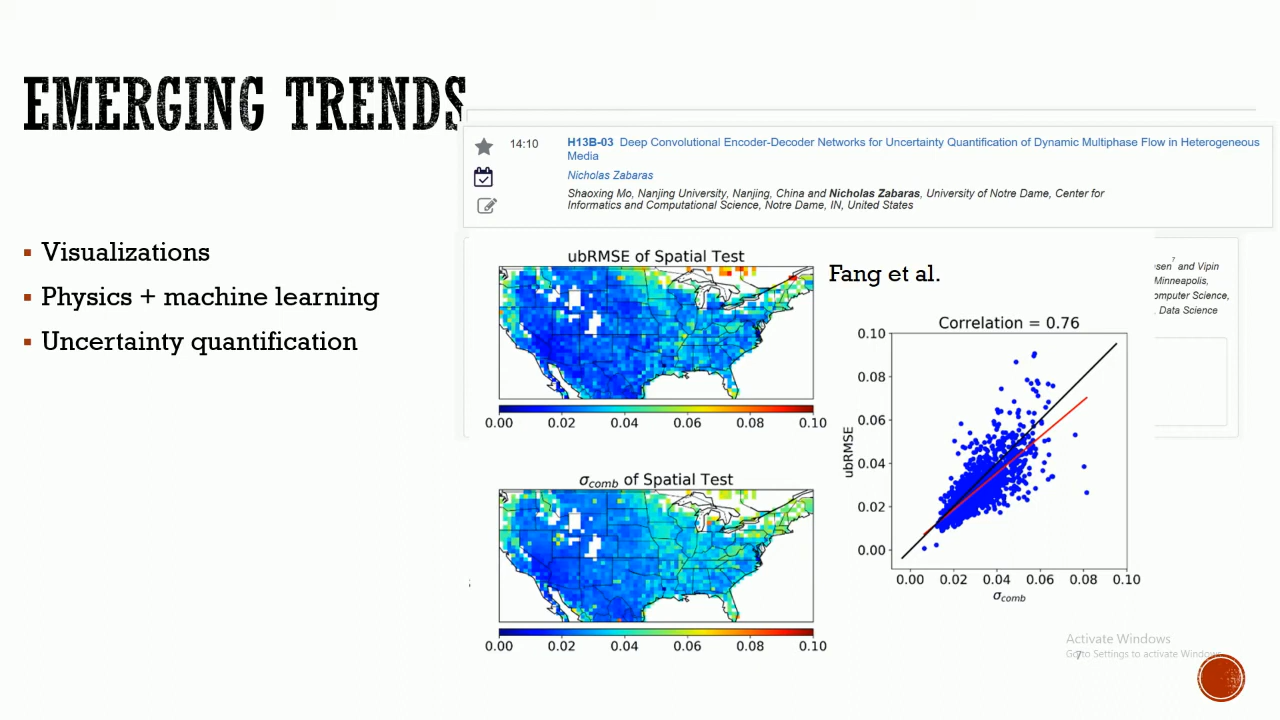 EMERGING TRENDS
14:10
H13B-03 Deep Convolutional Encoder-Decoder Networks for Uncertainty Quantification of Dynamic Multiphase Flow in Heterogeneous
Media
Nicholas Zabaras
Shaoxing Mo, Nanjing University, Nanjing, China and Nicholas Zabaras, University of Notre Dame, Center for
Informatics and Computational Science, Notre Dame, IN, United States
▪ Visualizations
▪ Physics + machine learning
▪ Uncertainty quantification
ubRMSE of Spatial Test
0.00 0.02 0.04 0.06 0.08 0.10
σcomb of Spatial Test
0.00 0.02 0.04 0.06 0.08 0.10
Fang et al.
and Vipin
Minneapolis,
Science,
Data Science
Correlation = 0.76
0.10
0.08
0.06
0.04
0.02
0.00
ubRMSE
0.00 0.02 0.04 0.06 0.08 0.10
σcomb
Activate Windows
Go to Settings to activate Windows.
7